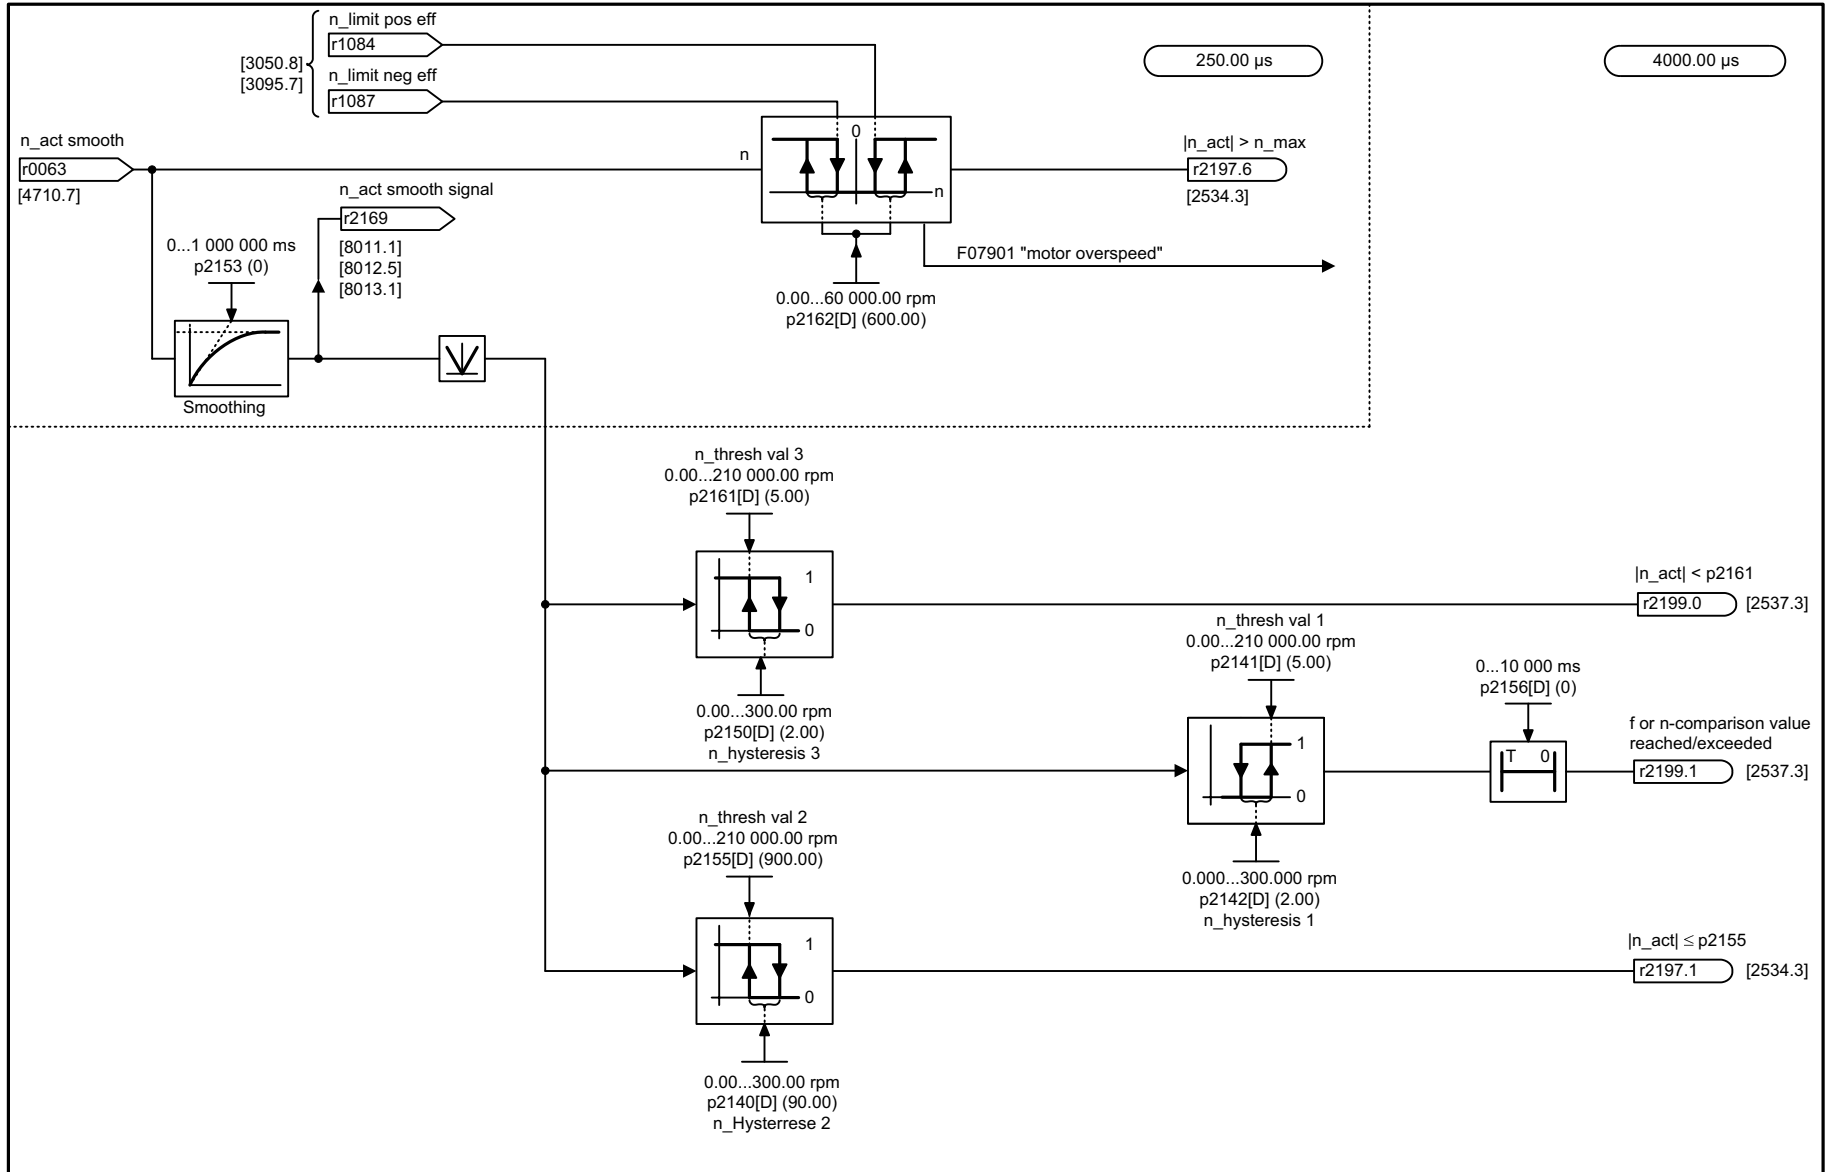 n_limit pos eff
r1084
[3050.8]
[3095.7]
n_limit neg eff
r1087
250.00 µs
4000.00 µs
n_act smooth
r0063
[4710.7]
n
0
n
|n_act| > n_max
r2197.6
[2534.3]
n_act smooth signal
r2169
[8011.1]
[8012.5]
[8013.1]
0...1 000 000 ms
p2153 (0)
F07901 "motor overspeed"
0.00...60 000.00 rpm
p2162[D] (600.00)
Smoothing
n_thresh val 3
0.00...210 000.00 rpm
p2161[D] (5.00)
1
0
|n_act| < p2161
r2199.0
[2537.3]
0.00...300.00 rpm
p2150[D] (2.00)
n_hysteresis 3
n_thresh val 1
0.00...210 000.00 rpm
p2141[D] (5.00)
1
0
0...10 000 ms
p2156[D] (0)
T 0
f or n-comparison value
reached/exceeded
r2199.1
[2537.3]
0.000...300.000 rpm
p2142[D] (2.00)
n_hysteresis 1
n_thresh val 2
0.00...210 000.00 rpm
p2155[D] (900.00)
1
0
|n_act| ≤ p2155
r2197.1
[2534.3]
0.00...300.00 rpm
p2140[D] (90.00)
n_Hysterrese 2